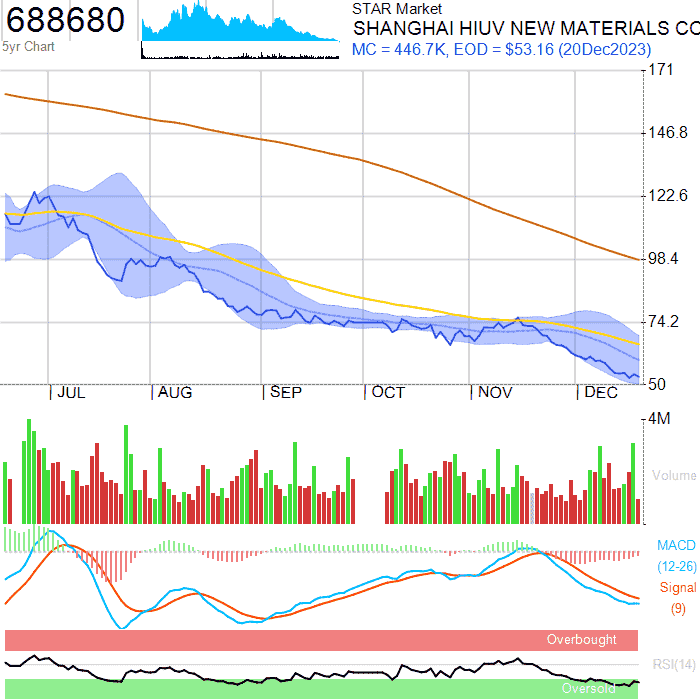 688680
5yr Chart
STAR Market
SHANGHAI HIUV NEW MATERIALS CO
MC = 446.7K, EOD = $53.16 (20Dec2023)
171
146.8
122.6
98.4
74.2
50
JUL
AUG
SEP
OCT
NOV
DEC
4M
Volume
MACD
(12-26)
Signal
(9)
Overbought
RSI(14)
Oversold